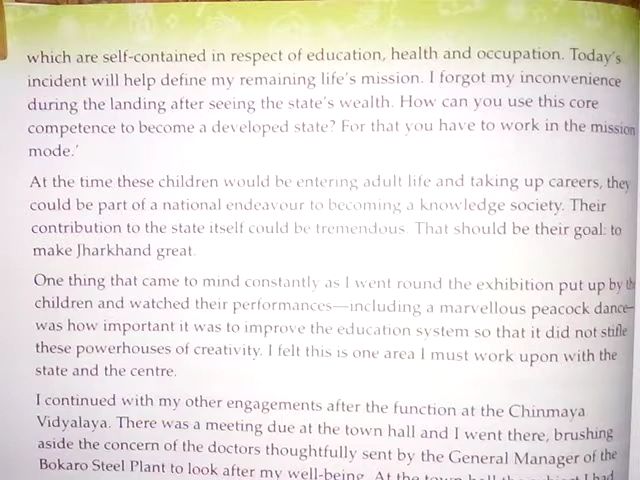 which are self-contained in respect of education, health and occupation. Today's
incident will help define my remaining life's mission. I forgot my inconvenience
during the landing after seeing the state's wealth. How can you use this core
competence to become a developed state? For that you have to work in the mission
mode.'
At the time these children would be entering adult life and taking up careers, they
could be part of a national endeavour to becoming a knowledge society. Their
contribution to the state itself could be tremendous. That should be their goal: to
make Jharkhand great.
One thing that came to mind constantly as I went round the exhibition put up by the
children and watched their performances—including a marvellous peacock dance—
was how important it was to improve the education system so that it did not stifle
these powerhouses of creativity. I felt this is one area I must work upon with the
state and the centre.
I continued with my other engagements after the function at the Chinmaya
Vidyalaya. There was a meeting due at the town hall and I went there, brushing
aside the concern of the doctors thoughtfully sent by the General Manager of the
Bokaro Steel Plant to look after my well-being. At the town hall the I had